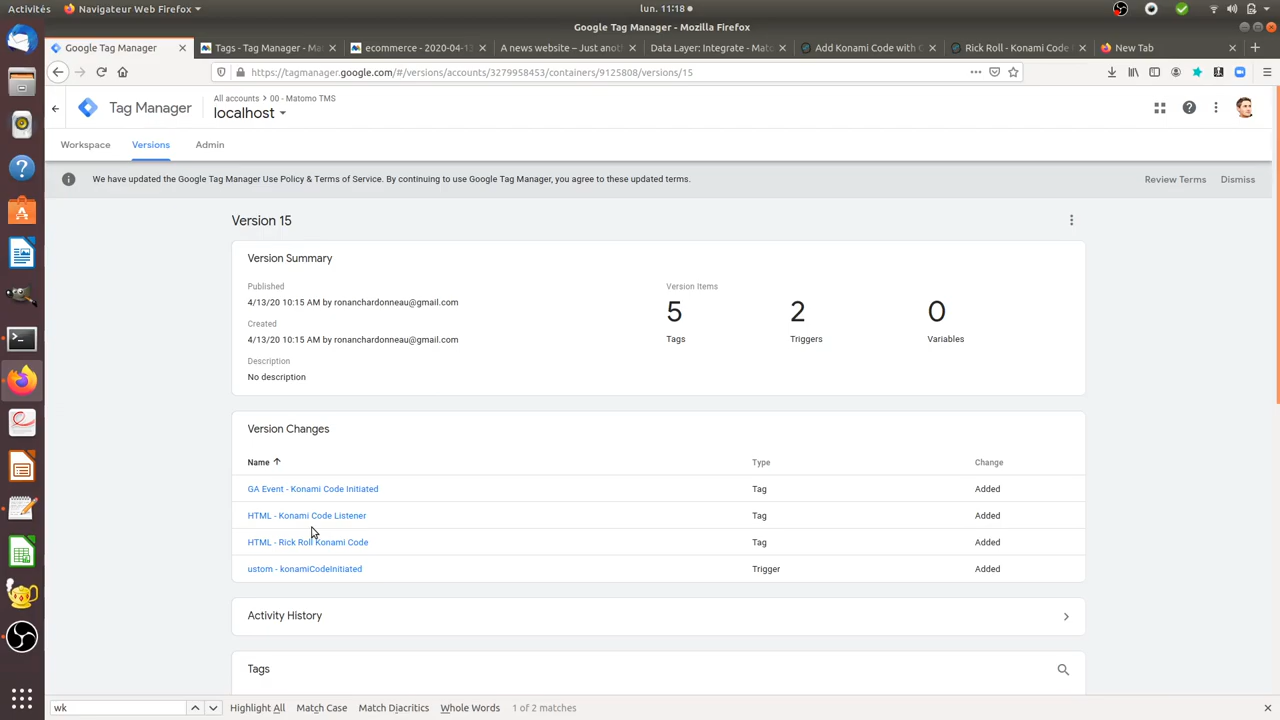 Activités
Navigateur Web Firefox
lun. 11:18
Google Tag Manager - Mozilla Firefox
Google Tag Manager
Tags - Tag Manager - Ma
ecommerce - 2020-04-13
A news website – Just anot
Data Layer: Integrate - Mat
Add Konami Code with G
Rick Roll - Konami Code
New Tab
https://tagmanager.google.com/#/versions/accounts/3279958453/containers/9125808/versions/15
Tag Manager
All accounts > 00 - Matomo TMS
localhost
Workspace
Versions
Admin
We have updated the Google Tag Manager Use Policy & Terms of Service. By continuing to use Google Tag Manager, you agree to these updated terms.
Review Terms
Dismiss
Version 15
Version Summary
Published
4/13/20 10:15 AM by ronanchardonneau@gmail.com
Created
4/13/20 10:15 AM by ronanchardonneau@gmail.com
Description
No description
Version Items
5 2 0
Tags Triggers Variables
Version Changes
Name Type Change
GA Event - Konami Code Initiated Tag Added
HTML - Konami Code Listener Tag Added
HTML - Rick Roll Konami Code Tag Added
ustom - konamiCodeInitiated Trigger Added
Activity History
Tags
wk
Highlight All
Match Case
Match Diacritics
Whole Words
1 of 2 matches